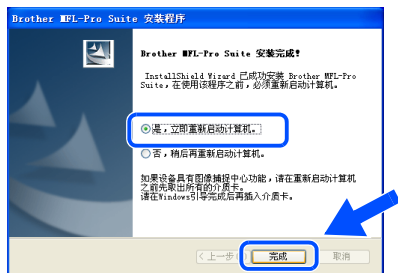 Brother MFL-Pro Suite 安装程序
Brother MFL-Pro Suite 安装完成!
InstallShield Wizard 已成功安装 Brother MFL-Pro
Suite，在使用该程序之前，必须重新启动计算机。
是，立即重新启动计算机。
否，稍后再重新启动计算机。
如果设备具有图像捕捉中心功能，请在重新启动计算机
之前先取出所有的介质卡。
请在Windows引导完成后再插入介质卡。
<上一步
完成
取消